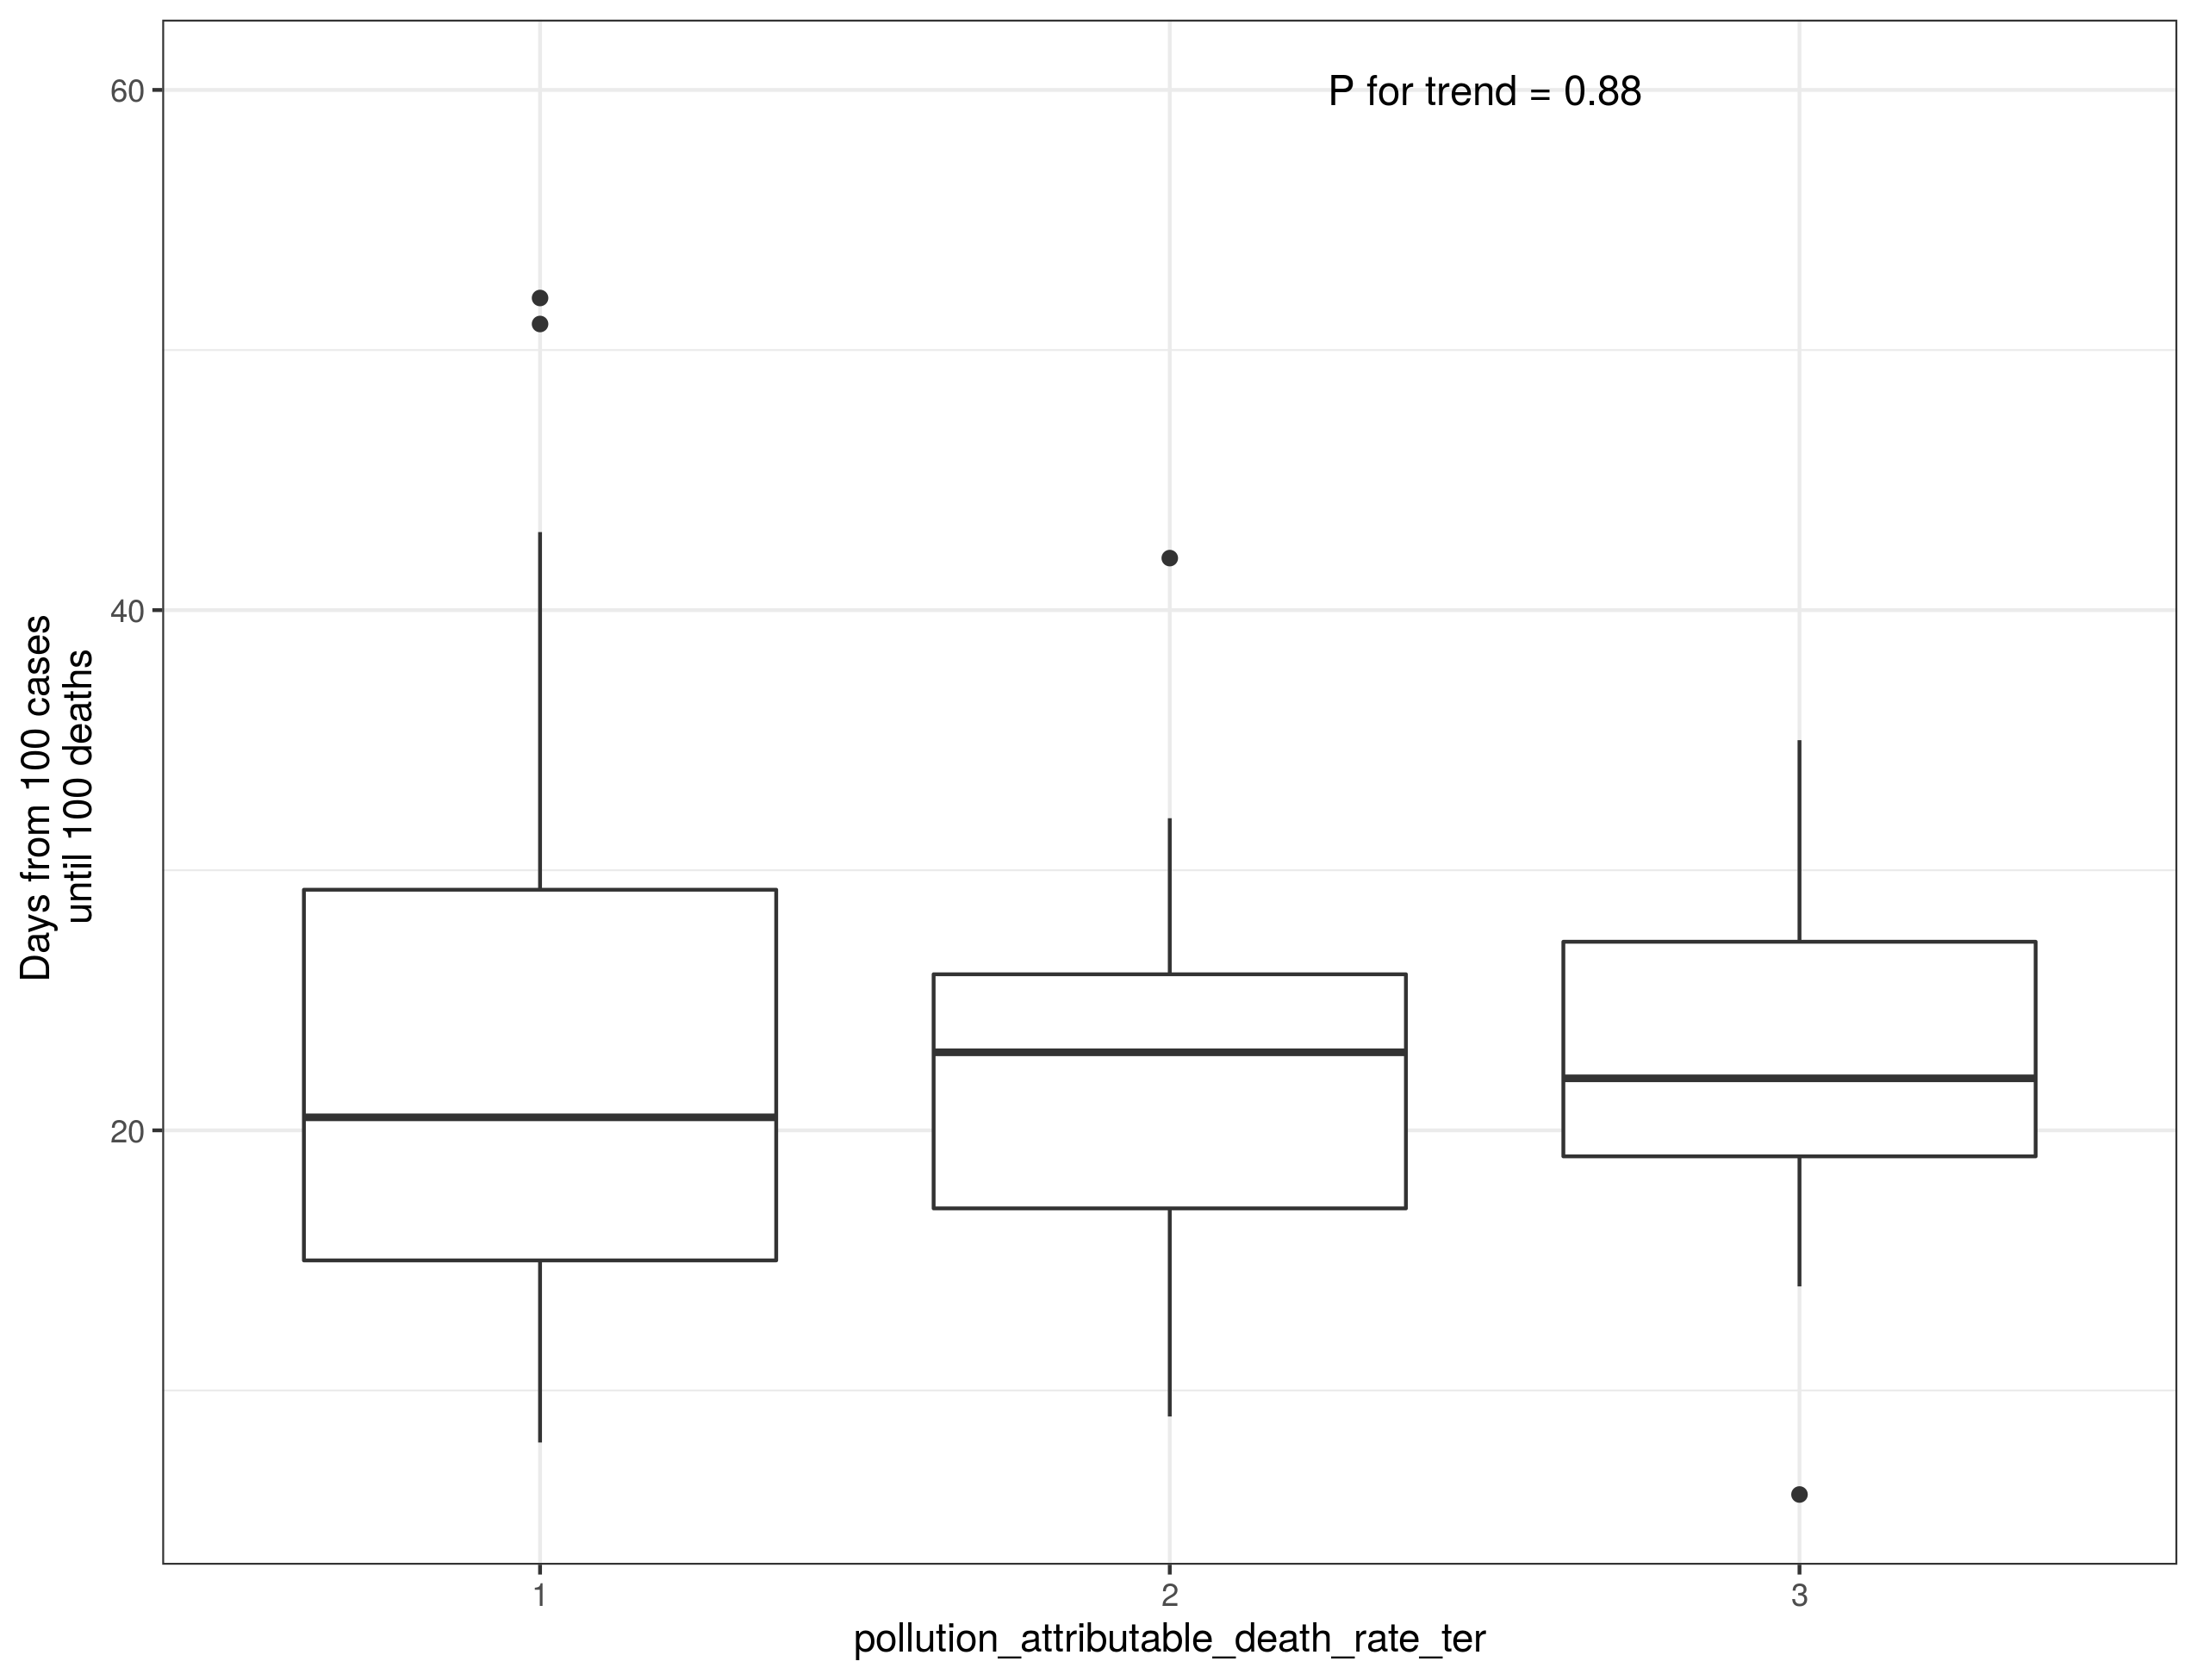 P for trend = 0.88
60
40
20
Days from 100 cases
until 100 deaths
1
2
3
pollution_attributable_death_rate_ter